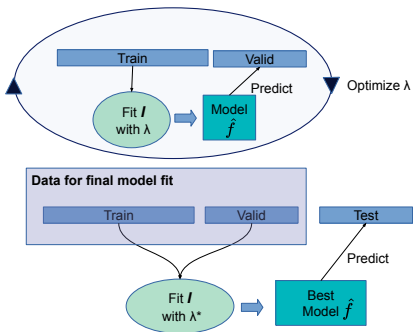 Train
Valid
Optimize λ
Predict
Fit I
with λ
Model
f̂
Data for final model fit
Train
Valid
Test
Predict
Fit I
with λ*
Best
Model f̂